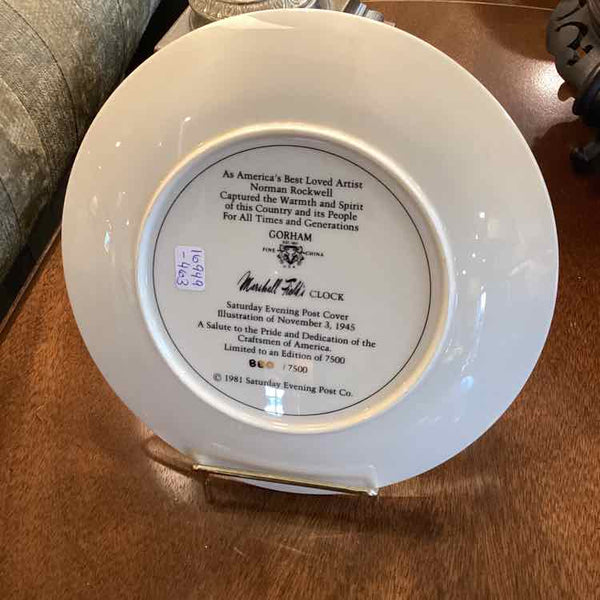 As America's Best Loved Artist
Norman Rockwell
Captured the Warmth and Spirit
of this Country and its People
For All Times and Generations
GORHAM
FINE CHINA
Marshall Field's CLOCK
Saturday Evening Post Cover
Illustration of November 3, 1945
A Salute to the Pride and Dedication of the
Craftsmen of America.
Limited to an Edition of 7500
/7500
© 1981 Saturday Evening Post Co.
16949
-463